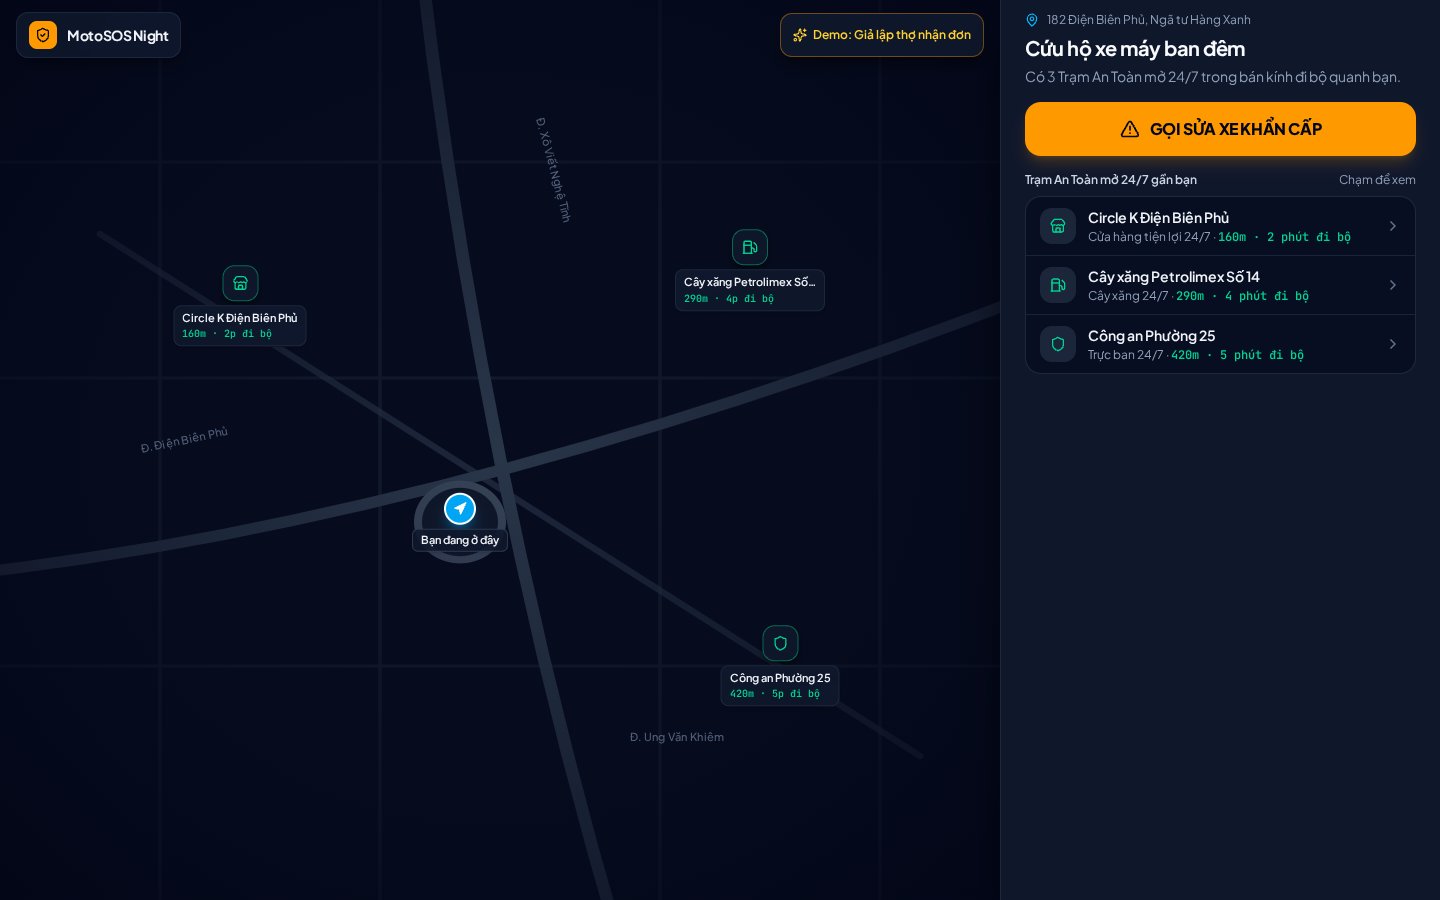 MotoSOS Night
Demo: Giả lập thợ nhận đơn
Đ. Xô Viết Nghệ Tĩnh
Cây xăng Petrolimex Số...
290m · 4p đi bộ
Circle K Điện Biên Phủ
160m · 2p đi bộ
Đ. Điện Biên Phủ
Bạn đang ở đây
Công an Phường 25
420m · 5p đi bộ
Đ. Ung Văn Khiêm
182 Điện Biên Phủ, Ngã tư Hàng Xanh
Cứu hộ xe máy ban đêm
Có 3 Trạm An Toàn mở 24/7 trong bán kính đi bộ quanh bạn.
GỌI SỬA XE KHẨN CẤP
Trạm An Toàn mở 24/7 gần bạn
Chạm để xem
Circle K Điện Biên Phủ
Cửa hàng tiện lợi 24/7 · 160m · 2 phút đi bộ
Cây xăng Petrolimex Số 14
Cây xăng 24/7 · 290m · 4 phút đi bộ
Công an Phường 25
Trực ban 24/7 · 420m · 5 phút đi bộ